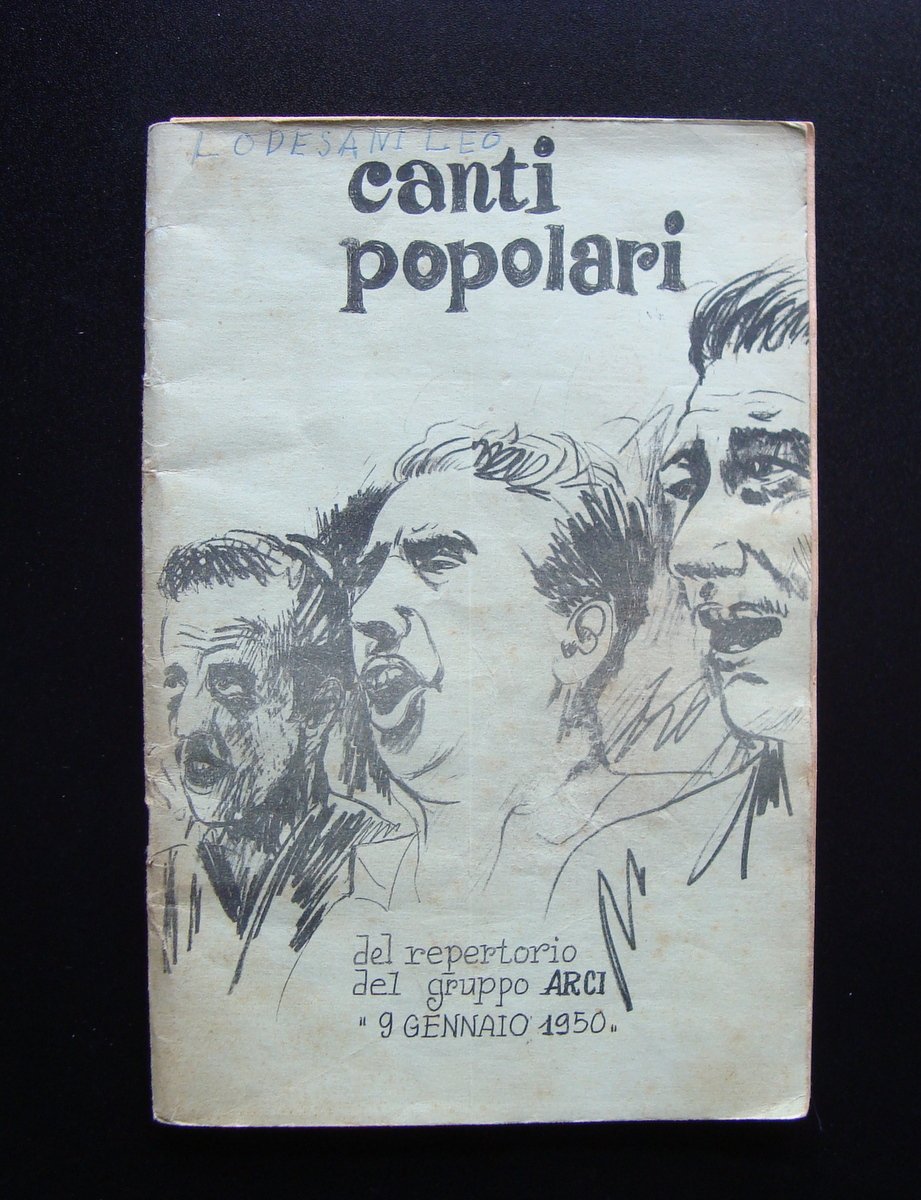 LODESANI LEO
canti
popolari
del repertorio
del gruppo ARCI
"9 GENNAIO 1950"